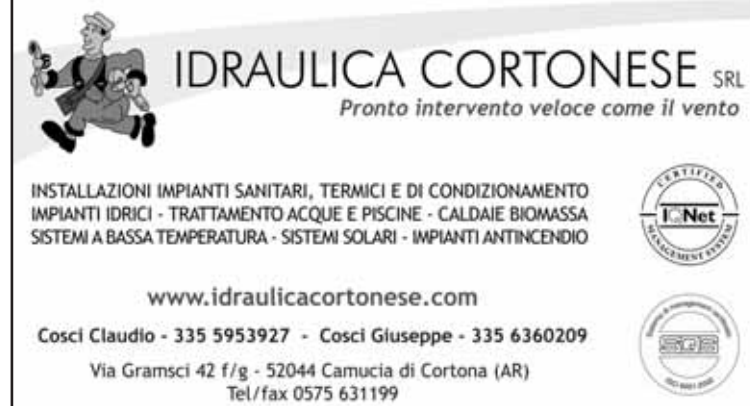 IDRAULICA CORTONESE SRL
Pronto intervento veloce come il vento
INSTALLAZIONI IMPIANTI SANITARI, TERMICI E DI CONDIZIONAMENTO
IMPIANTI IDRICI - TRATTAMENTO ACQUE E PISCINE - CALDAIE BIOMASSA
SISTEMI A BASSA TEMPERATURA - SISTEMI SOLARI - IMPIANTI ANTINCENDIO
CERTIFIED
IQNet
MANAGEMENT SYSTEM
www.idraulicacortonese.com
Cosci Claudio - 335 5953927 - Cosci Giuseppe - 335 6360209
SQS
Via Gramsci 42 f/g - 52044 Camucia di Cortona (AR)
Tel/fax 0575 631199